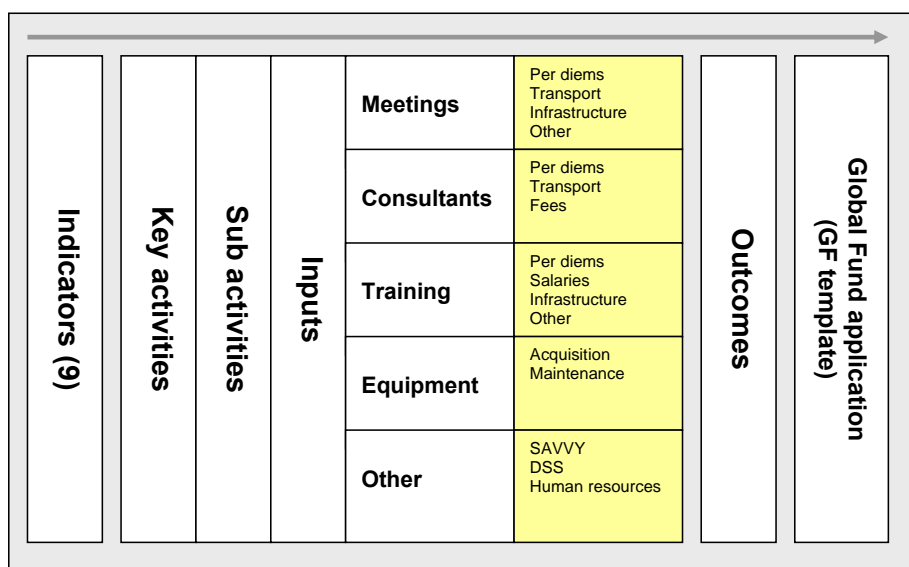 Indicators (9)
Key activities
Sub activities
Inputs
Meetings
Per diems
Transport
Infrastructure
Other
Consultants
Per diems
Transport
Fees
Training
Per diems
Salaries
Infrastructure
Other
Equipment
Acquisition
Maintenance
Other
SAVVY
DSS
Human resources
Outcomes
Global Fund application
(GF template)